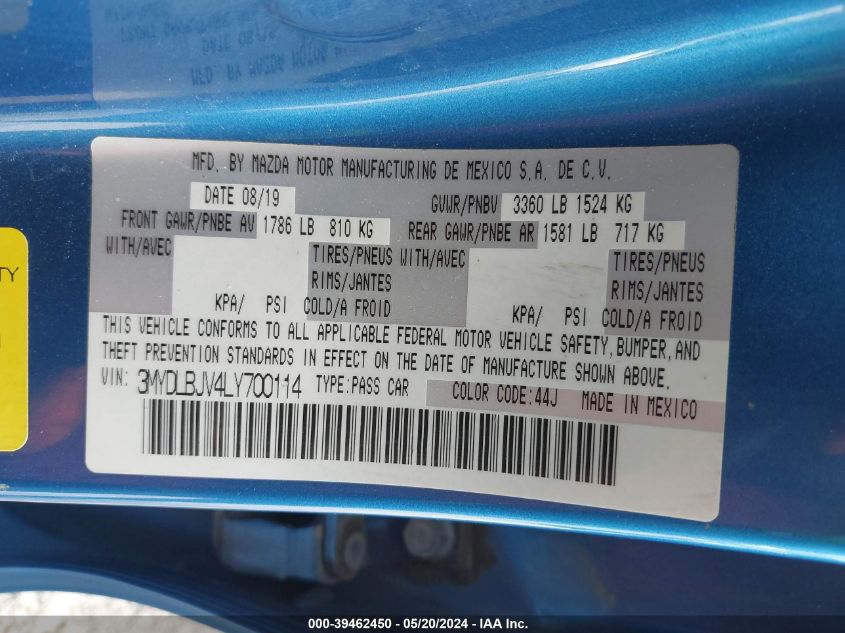 MFD. BY MAZDA MOTOR MANUFACTURING DE MEXICO S.A. DE C.V.
DATE 08/19 GVWR/PNBV 3360 LB 1524 KG
FRONT GAWR/PNBE AV 1786 LB 810 KG REAR GAWR/PNBE AR 1581 LB 717 KG
WITH/AVEC TIRES/PNEUS WITH/AVEC TIRES/PNEUS
RIMS/JANTES RIMS/JANTES
KPA/ PSI COLD/A FROID KPA/ PSI COLD/A FROID
THIS VEHICLE CONFORMS TO ALL APPLICABLE FEDERAL MOTOR VEHICLE SAFETY, BUMPER, AND
THEFT PREVENTION STANDARDS IN EFFECT ON THE DATE OF MANUFACTURE SHOWN ABOVE.
VIN: 3MYDLBJV4LY700114 TYPE:PASS CAR COLOR CODE:44J MADE IN MEXICO
TY
000-39462450 - 05/20/2024 - IAA Inc.